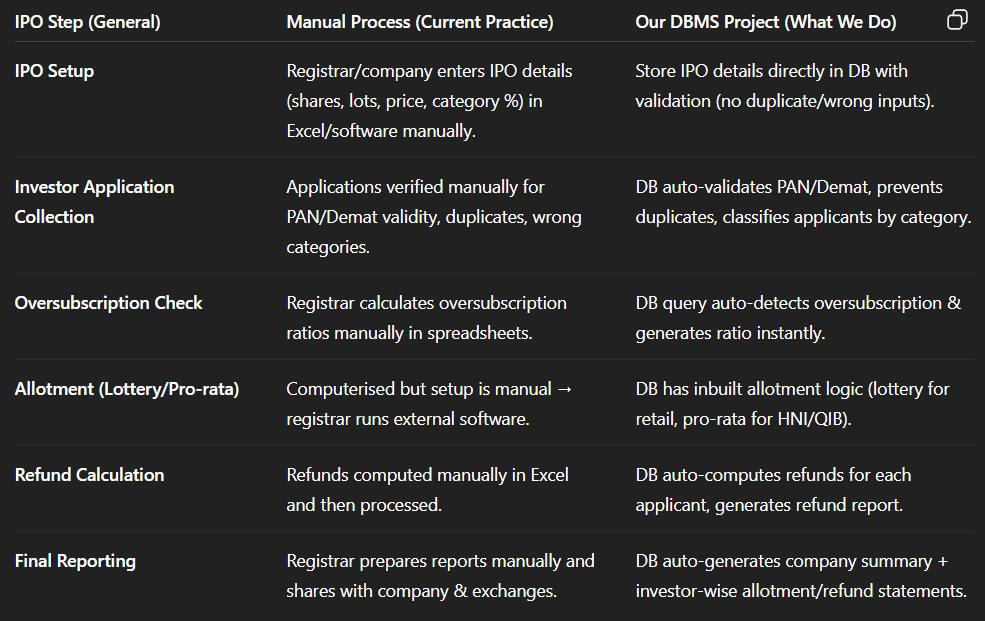 IPO Step (General) Manual Process (Current Practice) Our DBMS Project (What We Do)
IPO Setup Registrar/company enters IPO details Store IPO details directly in DB with
(shares, lots, price, category %) in validation (no duplicate/wrong inputs).
Excel/software manually.
Investor Application Applications verified manually for DB auto-validates PAN/Demat, prevents
Collection PAN/Demat validity, duplicates, wrong duplicates, classifies applicants by category.
categories.
Oversubscription Check Registrar calculates oversubscription DB query auto-detects oversubscription &
ratios manually in spreadsheets. generates ratio instantly.
Allotment (Lottery/Pro-rata) Computerised but setup is manual → DB has inbuilt allotment logic (lottery for
registrar runs external software. retail, pro-rata for HNI/QIB).
Refund Calculation Refunds computed manually in Excel DB auto-computes refunds for each
and then processed. applicant, generates refund report.
Final Reporting Registrar prepares reports manually and DB auto-generates company summary +
shares with company & exchanges. investor-wise allotment/refund statements.